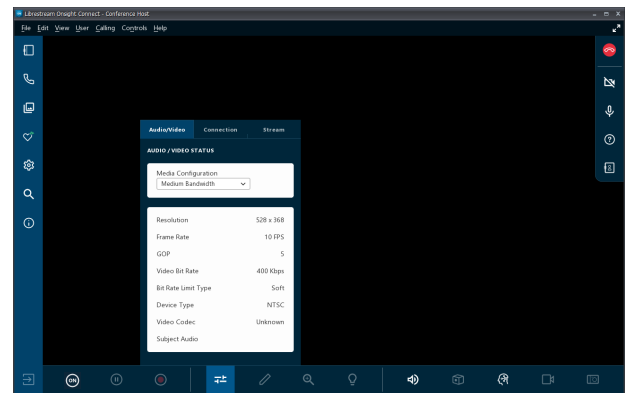 Librestream Onsight Connect - Conference Host
File Edit View User Calling Controls Help
Audio/Video Connection Stream
AUDIO / VIDEO STATUS
Media Configuration
Medium Bandwidth
Resolution 528 x 368
Frame Rate 10 FPS
GOP 5
Video Bit Rate 400 Kbps
Bit Rate Limit Type Soft
Device Type NTSC
Video Codec Unknown
Subject Audio
ON